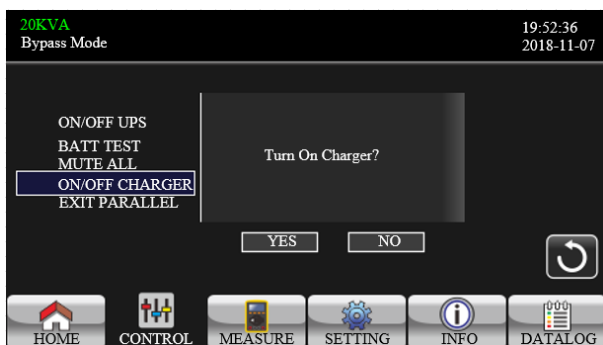 20KVA
19:52:36
Bypass Mode
2018-11-07
ON/OFF UPS
BATT TEST
MUTE ALL
ON/OFF CHARGER
EXIT PARALLEL
Turn On Charger?
YES
NO
HOME
CONTROL
MEASURE
SETTING
INFO
DATALOG